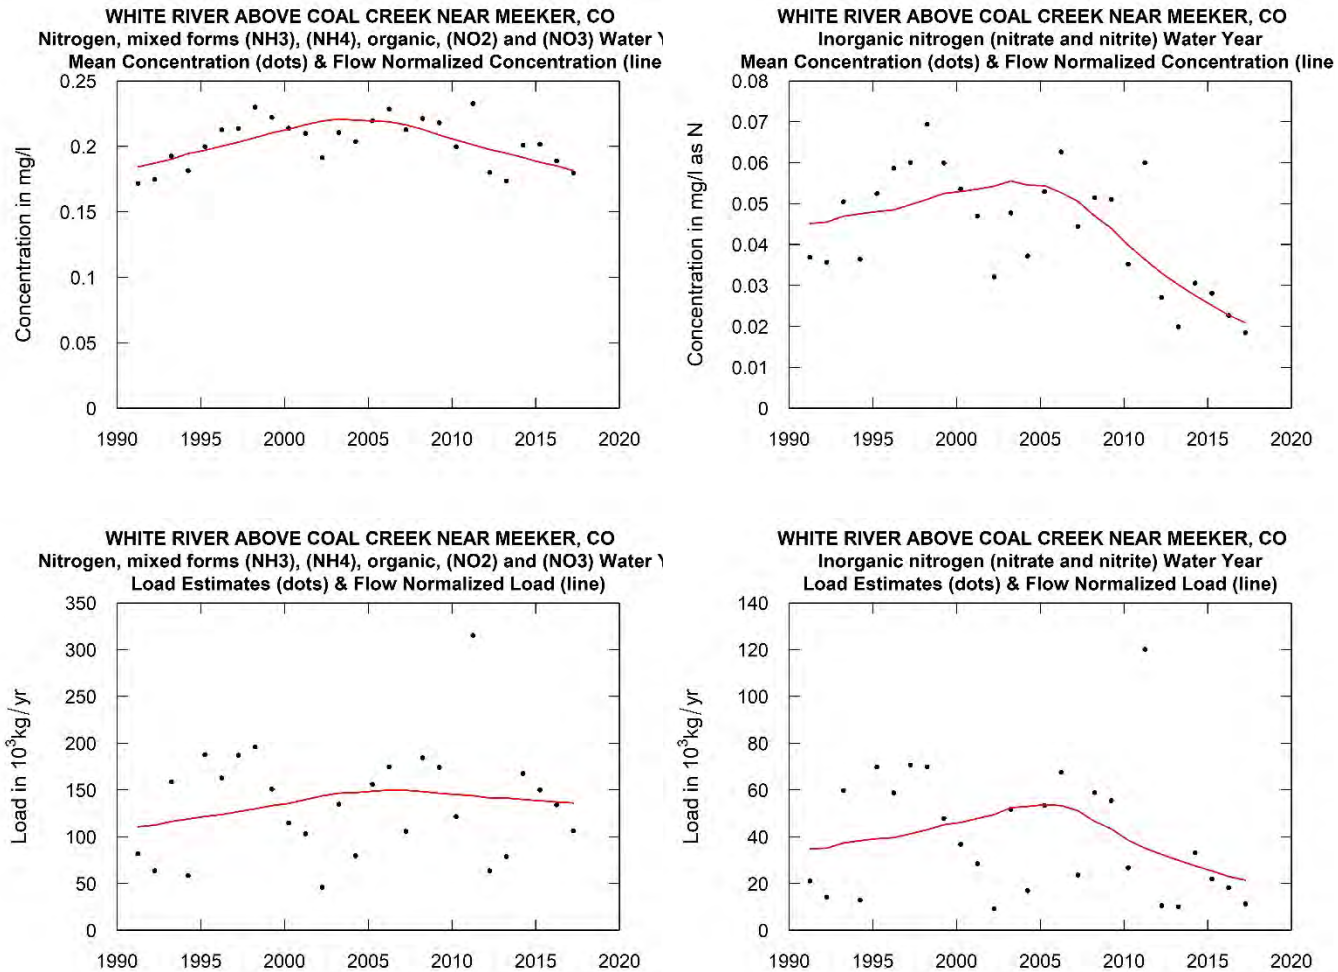 WHITE RIVER ABOVE COAL CREEK NEAR MEEKER, CO
Nitrogen, mixed forms (NH3), (NH4), organic, (NO2) and (NO3) Water Y
Mean Concentration (dots) & Flow Normalized Concentration (line
0.25
0.2
0.15
0.1
0.05
0
Concentration in mg/l
1990 1995 2000 2005 2010 2015 2020
WHITE RIVER ABOVE COAL CREEK NEAR MEEKER, CO
Inorganic nitrogen (nitrate and nitrite) Water Year
Mean Concentration (dots) & Flow Normalized Concentration (line
0.08
0.07
0.06
0.05
0.04
0.03
0.02
0.01
0
Concentration in mg/l as N
1990 1995 2000 2005 2010 2015 2020
WHITE RIVER ABOVE COAL CREEK NEAR MEEKER, CO
Nitrogen, mixed forms (NH3), (NH4), organic, (NO2) and (NO3) Water Y
Load Estimates (dots) & Flow Normalized Load (line)
350
300
250
200
150
100
50
0
Load in 10³kg/yr
1990 1995 2000 2005 2010 2015 2020
WHITE RIVER ABOVE COAL CREEK NEAR MEEKER, CO
Inorganic nitrogen (nitrate and nitrite) Water Year
Load Estimates (dots) & Flow Normalized Load (line)
140
120
100
80
60
40
20
0
Load in 10³kg/yr
1990 1995 2000 2005 2010 2015 2020